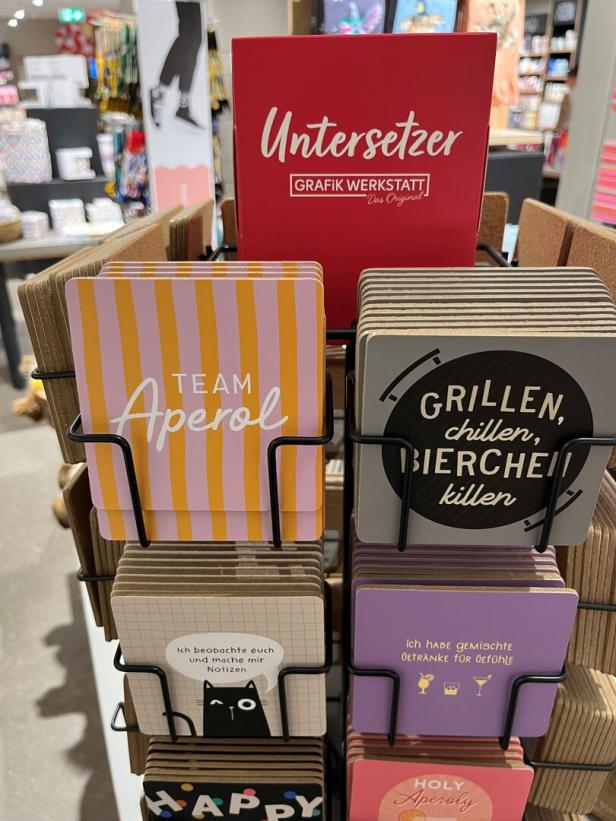 Untersetzer
GRAFiK WERKSTATT
Das Original
TEAM
Aperol
GRILLEN,
chillen,
BIERCHEN
killen
Ich beobachte euch
und mache mir
Notizen.
Ich habe gemischte
Getränke für Gefühle
HAPPY
HOLY
Aperoly